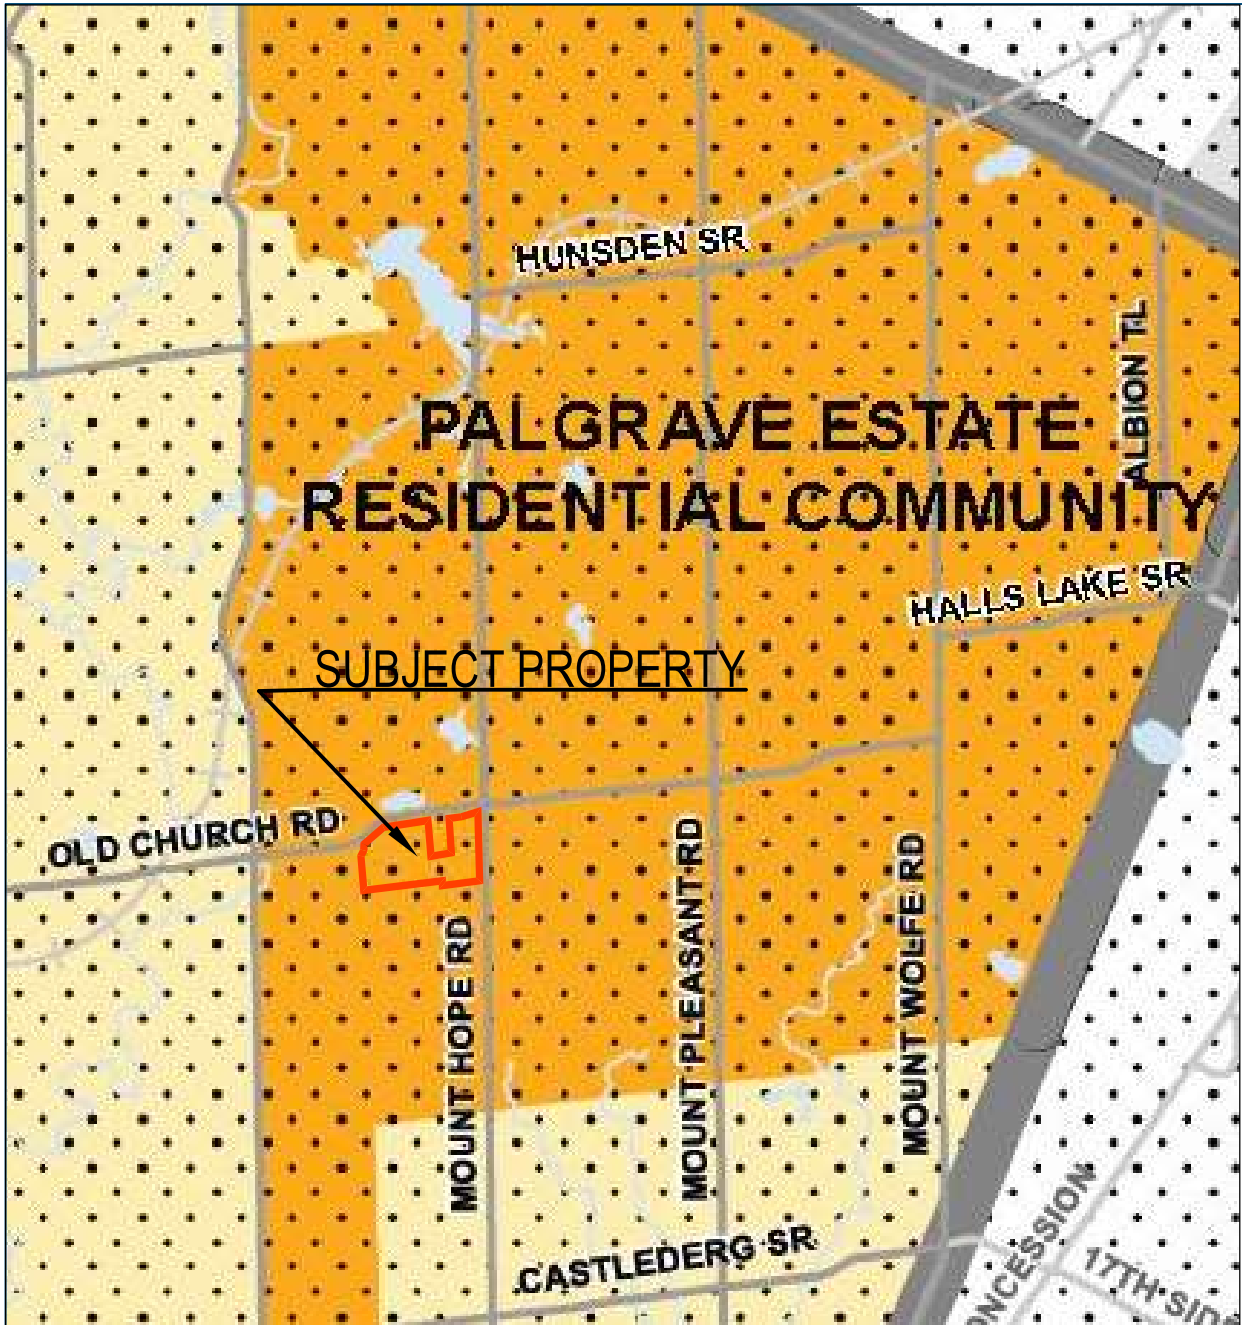 HUNSDEN SR
ALBION TL
PALGRAVE ESTATE
RESIDENTIAL COMMUNITY
HALLS LAKE SR
SUBJECT PROPERTY
OLD CHURCH RD
MOUNT HOPE RD
MOUNT PLEASANT RD
MOUNT WOLFE RD
CASTLEDERG SR
ONCESSION
17TH SIDE